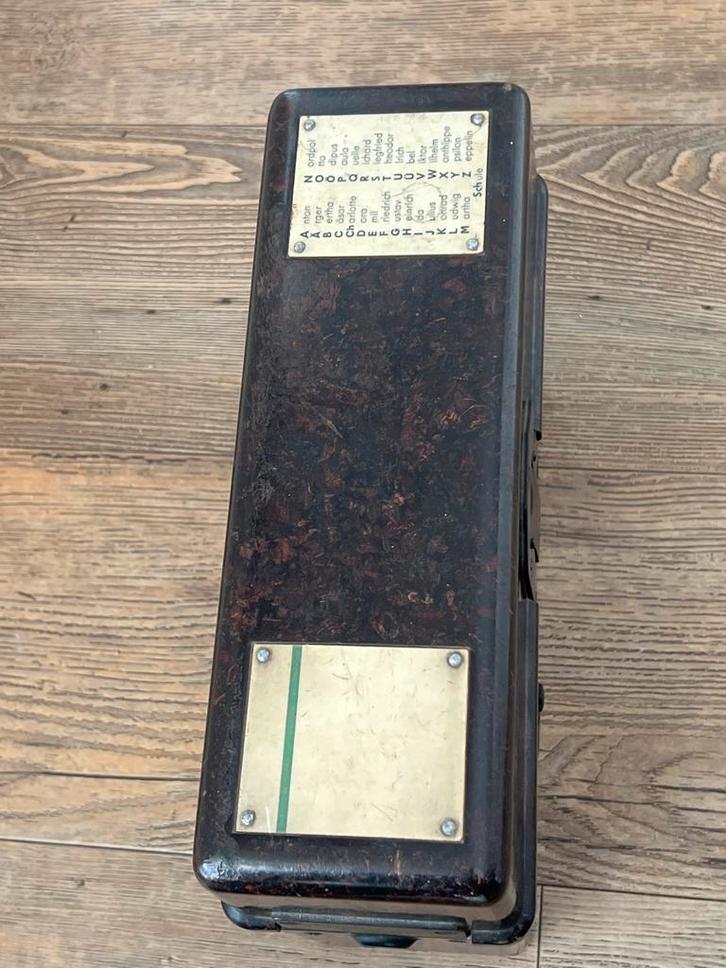 Anton Nordpol
Ärger Otto
Bertha Ödipus
Cäsar Paula
Charlotte Quelle
Dora Richard
Emil Siegfried
Friedrich Theodor
Gustav Ulrich
Heinrich Übel
Ida Viktor
Julius Wilhelm
Konrad Xanthippe
Ludwig Ypsilon
Martha Zeppelin
Schule